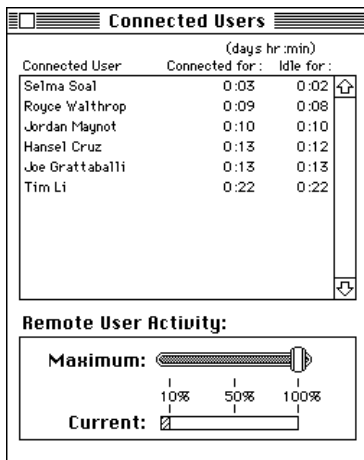 Connected Users
(days hr:min)
Connected User Connected for: Idle for:
Selma Soal 0:03 0:02
Royce Walthrop 0:09 0:08
Jordan Maynot 0:10 0:10
Hansel Cruz 0:13 0:12
Joe Grattaballi 0:13 0:13
Tim Li 0:22 0:22
Remote User Activity:
Maximum:
10% 50% 100%
Current: